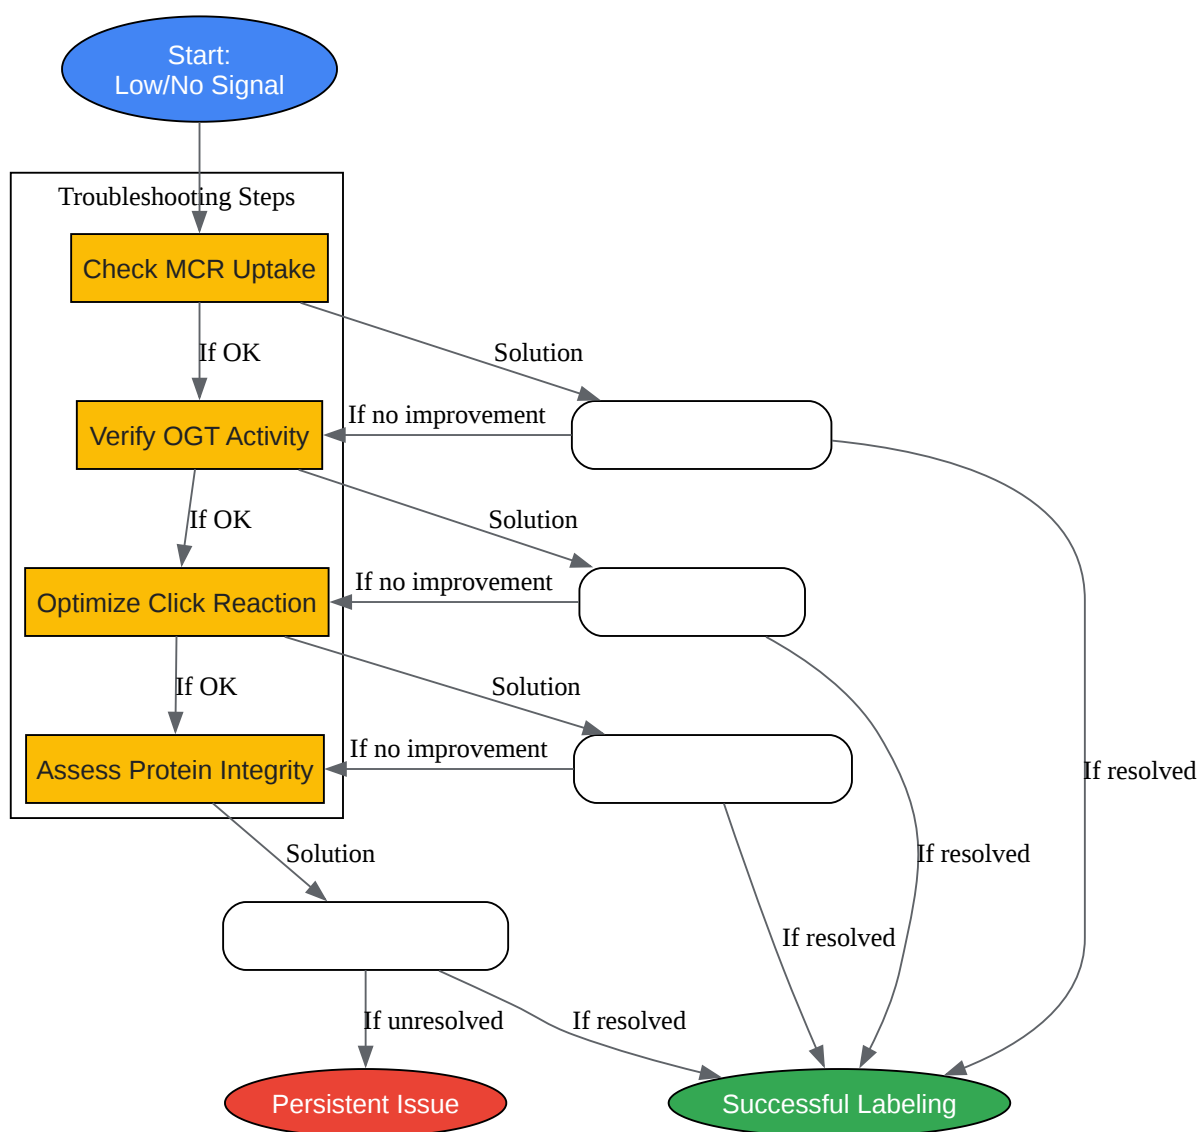 Start:
Low/No Signal
Troubleshooting Steps
Check MCR Uptake
If OK
Solution
If no improvement
Verify OGT Activity
If OK
Solution
If no improvement
Optimize Click Reaction
If OK
Solution
If no improvement
Assess Protein Integrity
If resolved
Solution
If resolved
If resolved
If unresolved
If resolved
Persistent Issue
Successful Labeling